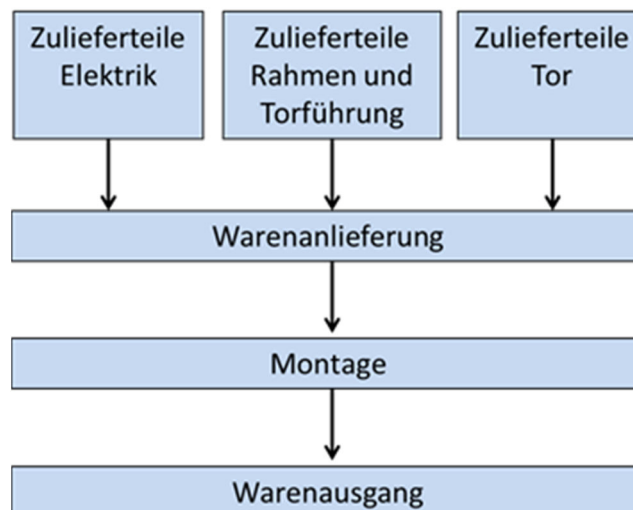 Zulieferteile
Elektrik
Zulieferteile
Rahmen und
Torführung
Zulieferteile
Tor
Warenanlieferung
Montage
Warenausgang